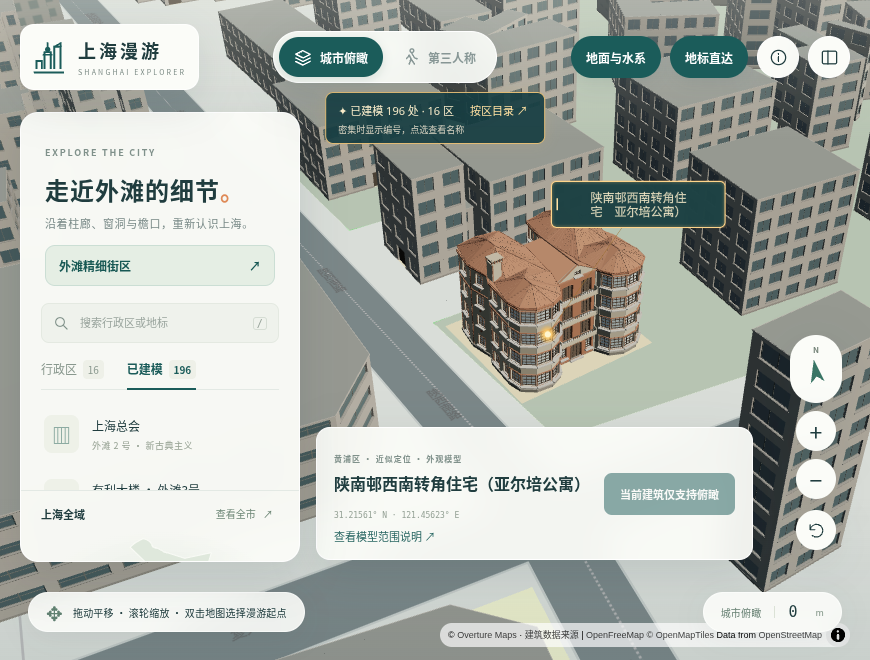 上海漫游
SHANGHAI EXPLORER
城市俯瞰
第三人称
地面与水系
地标直达
✦ 已建模 196 处 · 16 区 按区目录 ↗
密集时显示编号，点选查看名称
EXPLORE THE CITY
走近外滩的细节。
沿着柱廊、窗洞与檐口，重新认识上海。
外滩精细街区 ↗
搜索行政区或地标 /
行政区 16
已建模 196
上海总会
外滩 2 号 · 新古典主义
有利大楼 · 外滩3号
上海全域
查看全市 ↗
陕南邨西南转角住
宅 亚尔培公寓）
N
+
−
黄浦区 · 近似定位 · 外观模型
陕南邨西南转角住宅（亚尔培公寓）
31.21561° N · 121.45623° E
查看模型范围说明 ↗
当前建筑仅支持俯瞰
拖动平移 · 滚轮缩放 · 双击地图选择漫游起点
城市俯瞰 0 m
© Overture Maps · 建筑数据来源 | OpenFreeMap © OpenMapTiles Data from OpenStreetMap